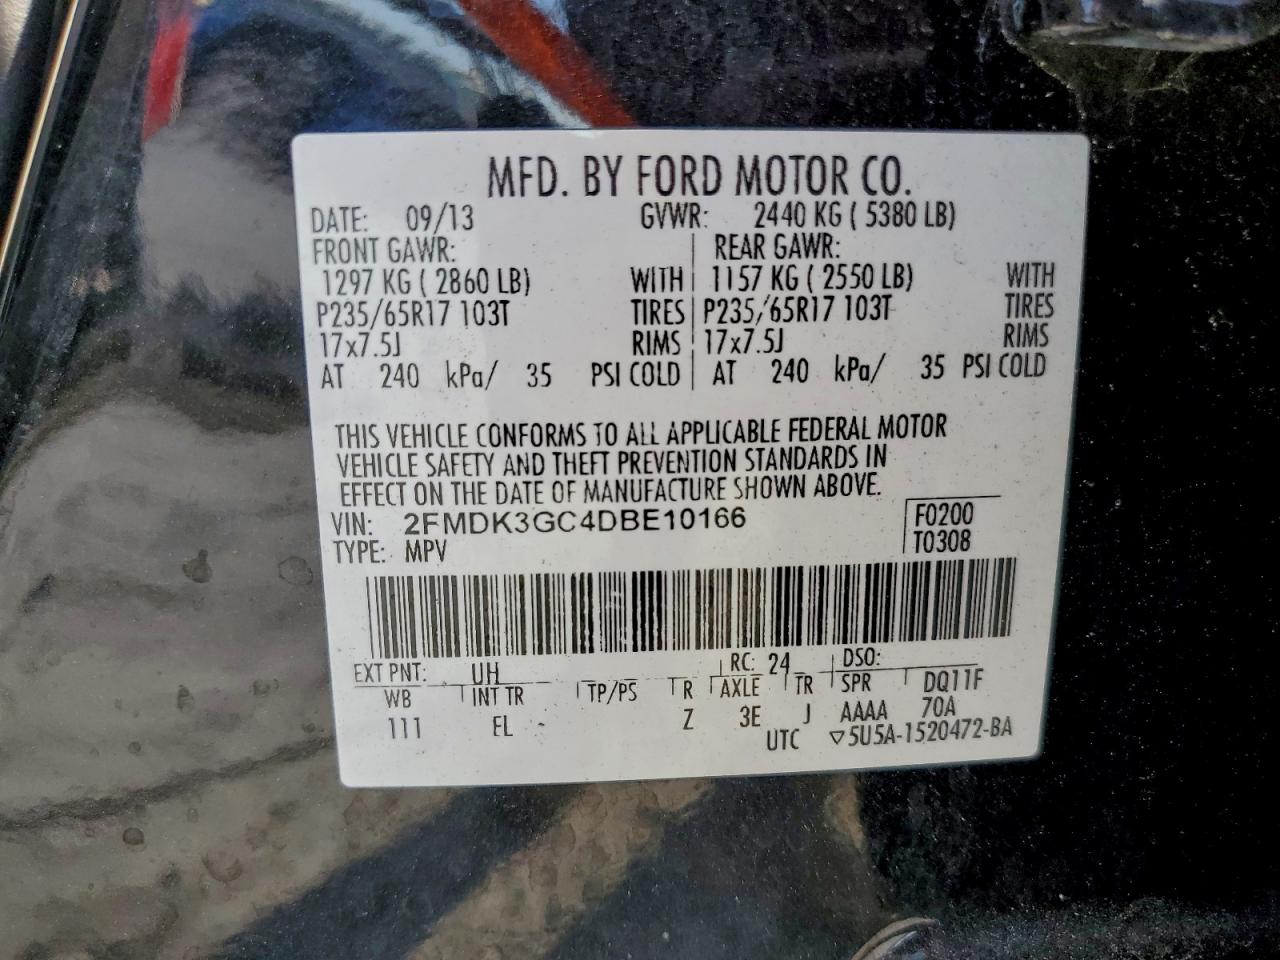 MFD. BY FORD MOTOR CO.
DATE: 09/13 GVWR: 2440 KG ( 5380 LB)
FRONT GAWR: REAR GAWR:
1297 KG ( 2860 LB) WITH 1157 KG ( 2550 LB) WITH
P235/65R17 103T TIRES P235/65R17 103T TIRES
17x7.5J RIMS 17x7.5J RIMS
AT 240 kPa/ 35 PSI COLD AT 240 kPa/ 35 PSI COLD
THIS VEHICLE CONFORMS TO ALL APPLICABLE FEDERAL MOTOR
VEHICLE SAFETY AND THEFT PREVENTION STANDARDS IN
EFFECT ON THE DATE OF MANUFACTURE SHOWN ABOVE.
VIN: 2FMDK3GC4DBE10166 F0200
TYPE: MPV T0308
EXT PNT: UH RC: 24 DSO:
WB INT TR TP/PS R AXLE TR SPR DQ11F
111 EL Z 3E J AAAA 70A
UTC ▽5U5A-1520472-BA